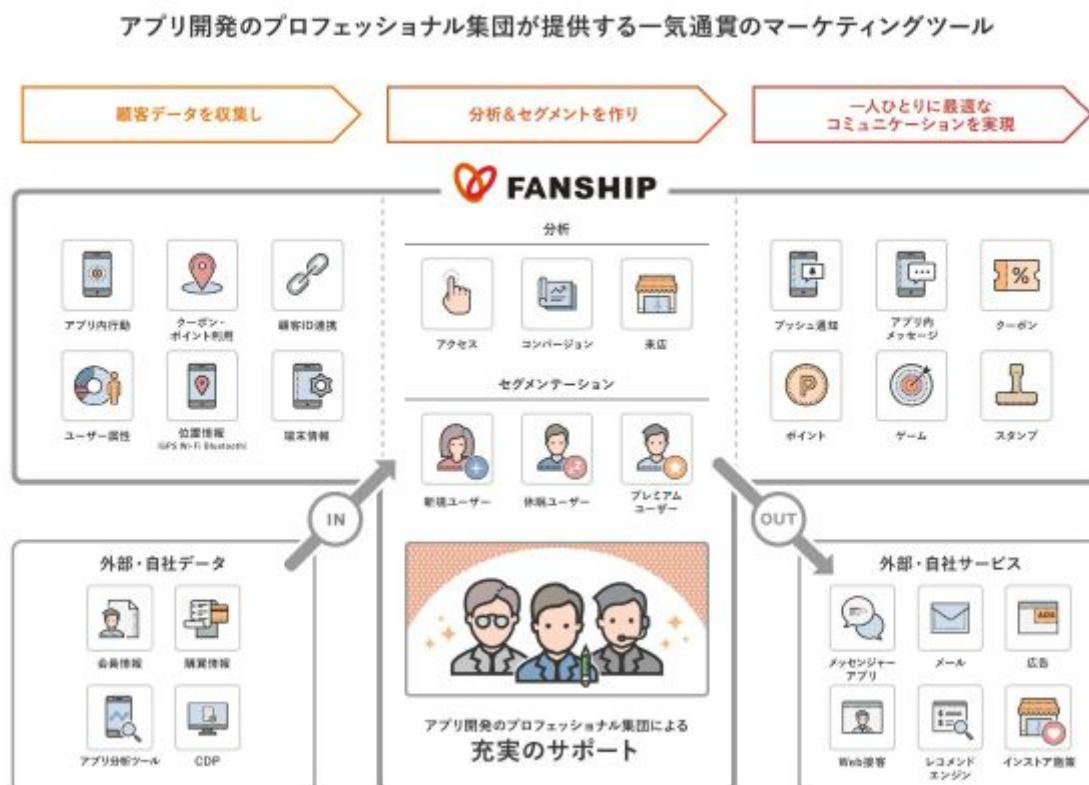 アプリ開発のプロフェッショナル集団が提供する一気通貫のマーケティングツール
顧客データを収集し
分析&セグメントを作り
一人ひとりに最適な
コミュニケーションを実現
FANSHIP
アプリ内行動
クーポン・
ポイント利用
顧客ID連携
ユーザー属性
位置情報
(GPS Wi-Fi Bluetooth)
端末情報
分析
アクセス
コンバージョン
来店
セグメンテーション
新規ユーザー
休眠ユーザー
プレミアム
ユーザー
プッシュ通知
アプリ内
メッセージ
クーポン
%
P
ポイント
ゲーム
スタンプ
IN
OUT
外部・自社データ
会員情報
購買情報
アプリ分析ツール
CDP
アプリ開発のプロフェッショナル集団による
充実のサポート
外部・自社サービス
メッセンジャー
アプリ
メール
ADS
広告
Web接客
レコメンド
エンジン
インストア施策